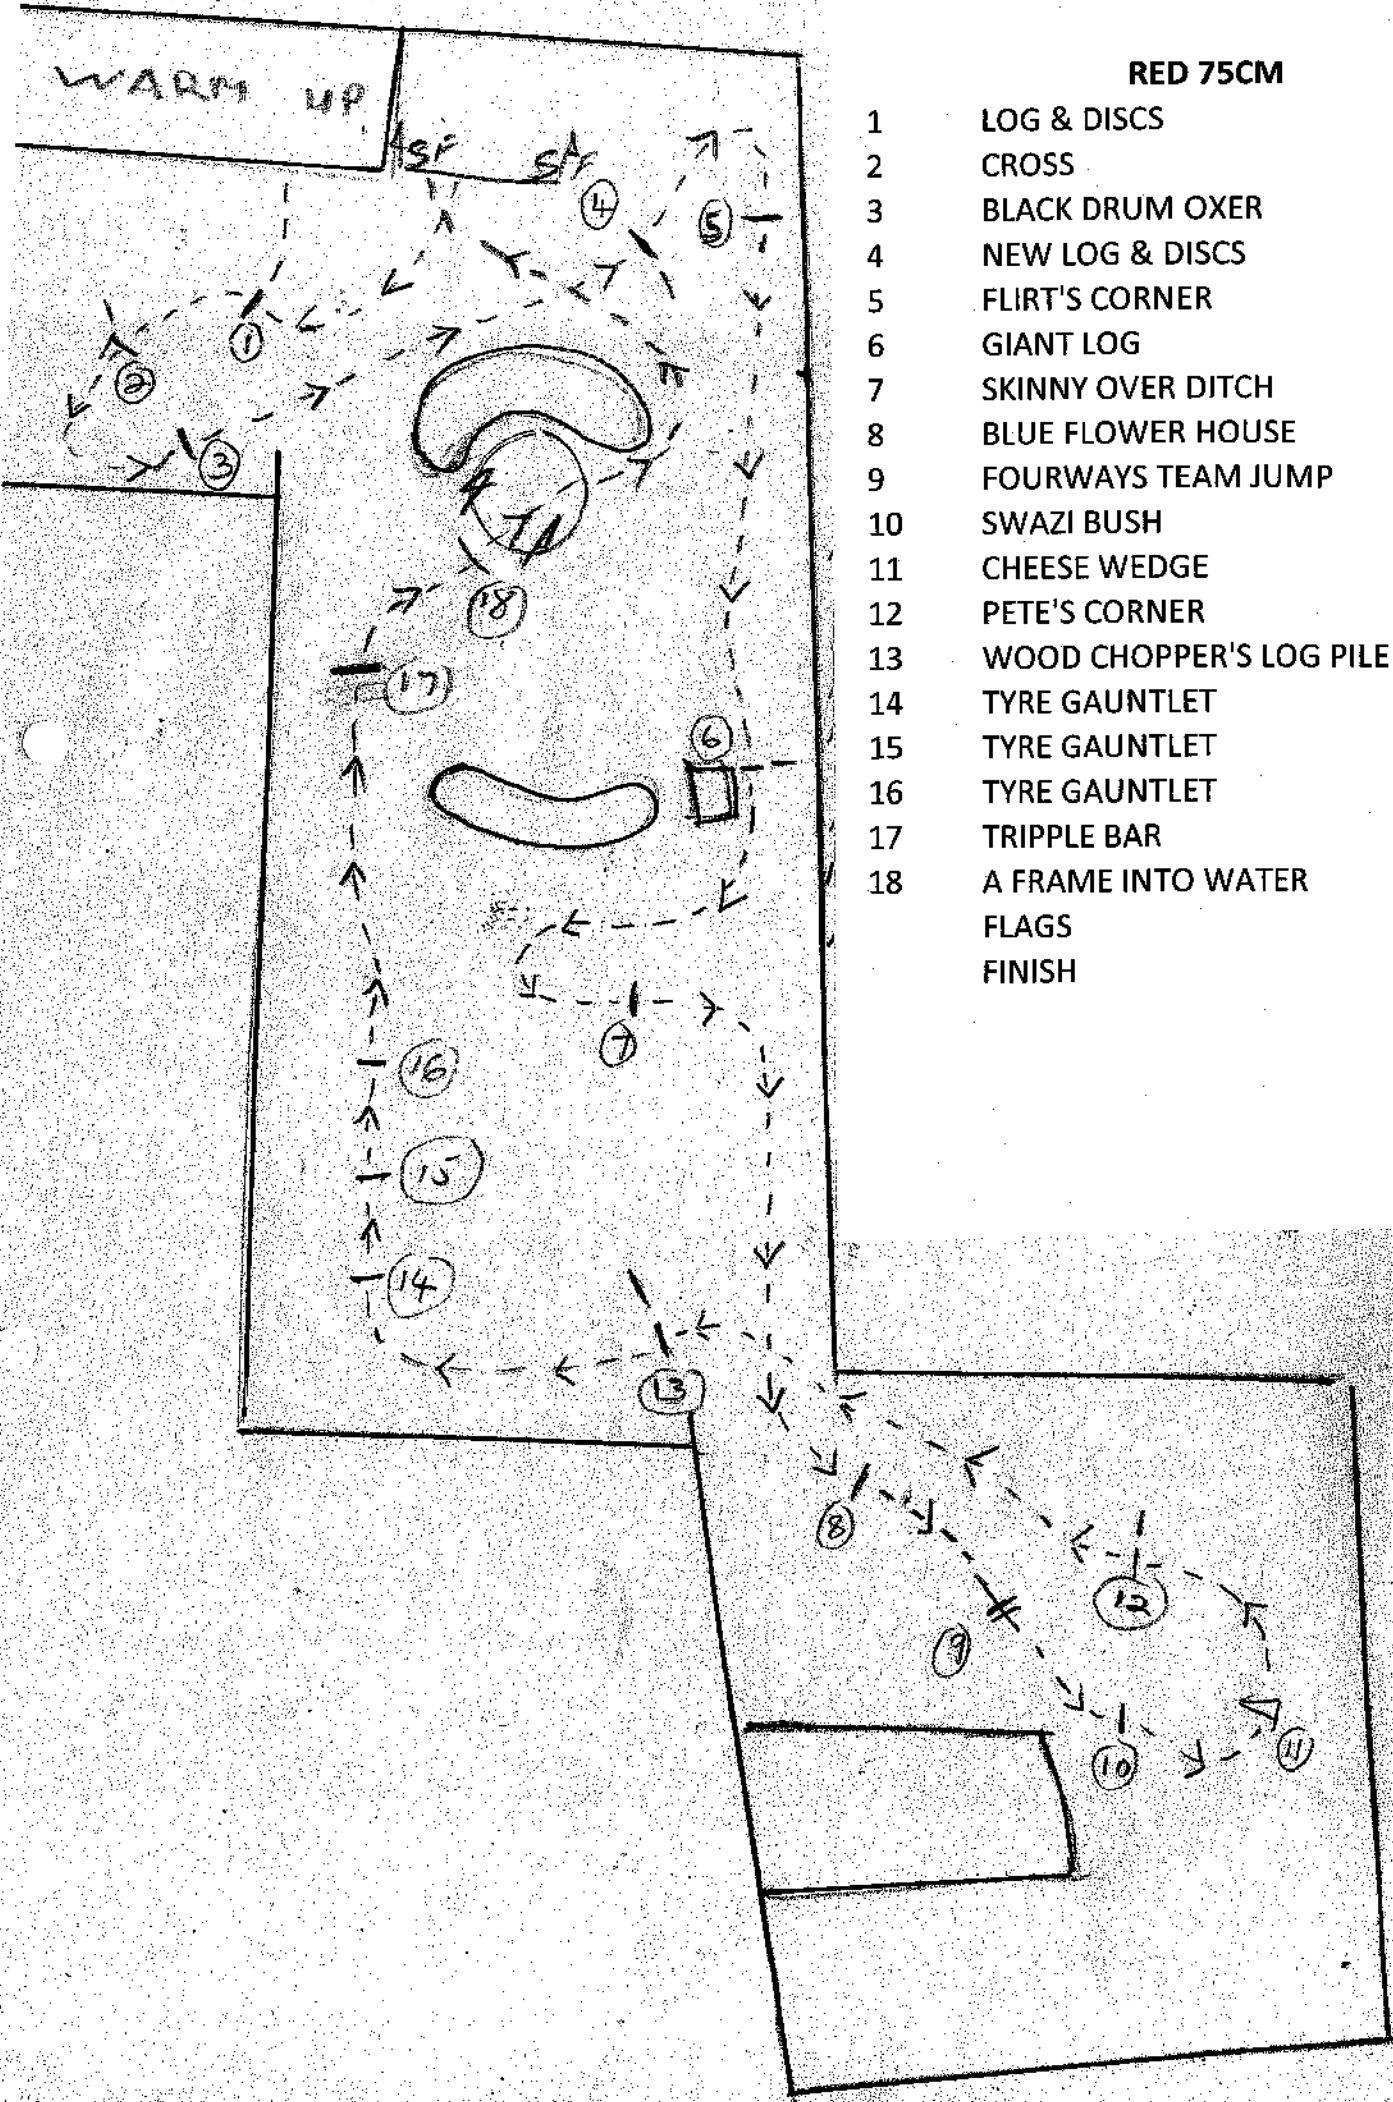 WARM UP
SF
SAF
RED 75CM
1 LOG & DISCS
2 CROSS
3 BLACK DRUM OXER
4 NEW LOG & DISCS
5 FLIRT'S CORNER
6 GIANT LOG
7 SKINNY OVER DITCH
8 BLUE FLOWER HOUSE
9 FOURWAYS TEAM JUMP
10 SWAZI BUSH
11 CHEESE WEDGE
12 PETE'S CORNER
13 WOOD CHOPPER'S LOG PILE
14 TYRE GAUNTLET
15 TYRE GAUNTLET
16 TYRE GAUNTLET
17 TRIPPLE BAR
18 A FRAME INTO WATER
FLAGS
FINISH
4
5
1
2
3
18
17
6
7
16
15
14
13
8
12
9
10
11